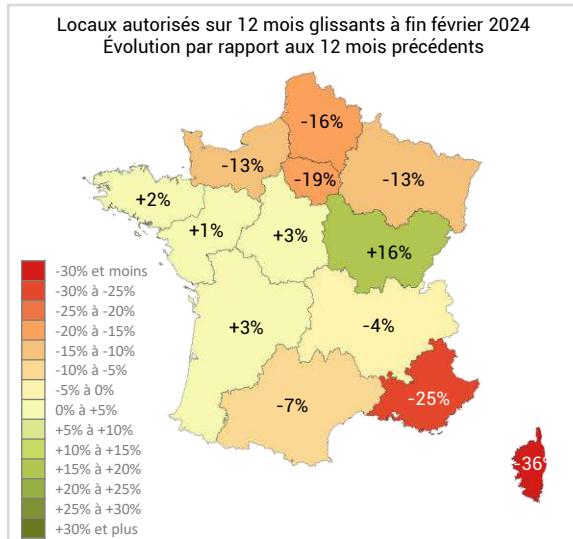 Locaux autorisés sur 12 mois glissants à fin février 2024
Évolution par rapport aux 12 mois précédents
-16%
-13%
-19%
-13%
+2%
+1%
+3%
+16%
+3%
-4%
-7%
-25%
-36%
-30% et moins
-30% à -25%
-25% à -20%
-20% à -15%
-15% à -10%
-10% à -5%
-5% à 0%
0% à +5%
+5% à +10%
+10% à +15%
+15% à +20%
+20% à +25%
+25% à +30%
+30% et plus